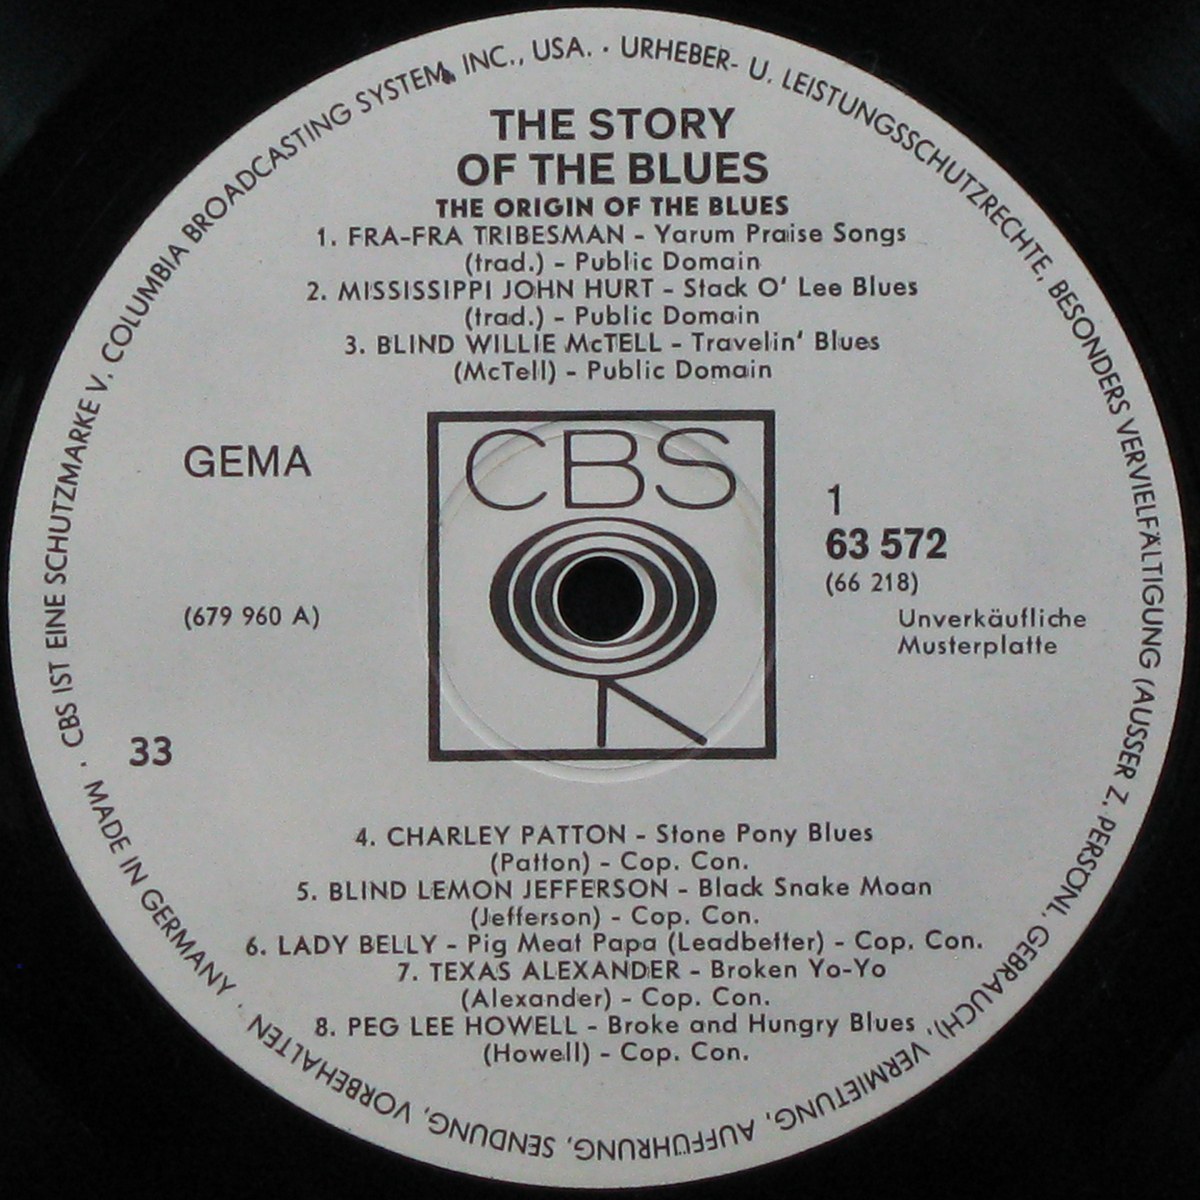 CBS IST EINE SCHUTZMARKE V. COLUMBIA BROADCASTING SYSTEM, INC., USA. · URHEBER- U. LEISTUNGSSCHUTZRECHTE, BESONDERS VERVIELFÄLTIGUNG (AUSSER Z. PERSÖNL. GEBRAUCH), VERMIETUNG, AUFFÜHRUNG, SENDUNG, VORBEHALTEN · MADE IN GERMANY ·
THE STORY
OF THE BLUES
THE ORIGIN OF THE BLUES
1. FRA-FRA TRIBESMAN – Yarum Praise Songs
(trad.) – Public Domain
2. MISSISSIPPI JOHN HURT – Stack O' Lee Blues
(trad.) – Public Domain
3. BLIND WILLIE McTELL – Travelin' Blues
(McTell) – Public Domain
CBS
GEMA
1
63 572
(66 218)
(679 960 A)
Unverkäufliche
Musterplatte
33
4. CHARLEY PATTON – Stone Pony Blues
(Patton) – Cop. Con.
5. BLIND LEMON JEFFERSON – Black Snake Moan
(Jefferson) – Cop. Con.
6. LADY BELLY – Pig Meat Papa (Leadbetter) – Cop. Con.
7. TEXAS ALEXANDER – Broken Yo-Yo
(Alexander) – Cop. Con.
8. PEG LEE HOWELL – Broke and Hungry Blues
(Howell) – Cop. Con.